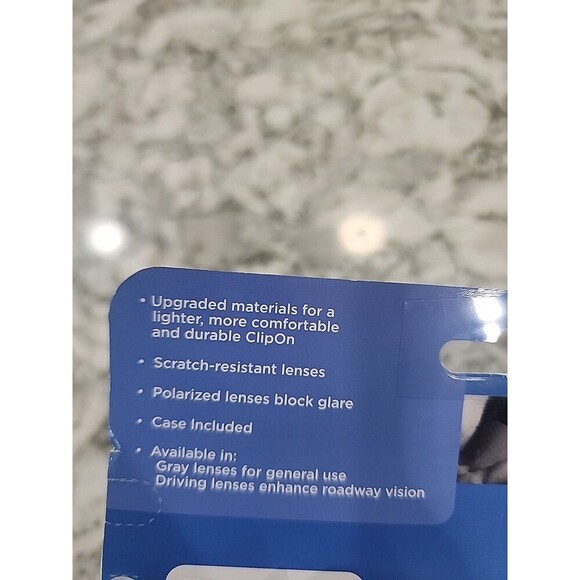 • Upgraded materials for a
lighter, more comfortable
and durable ClipOn
• Scratch-resistant lenses
• Polarized lenses block glare
• Case Included
• Available in:
Gray lenses for general use
Driving lenses enhance roadway vision